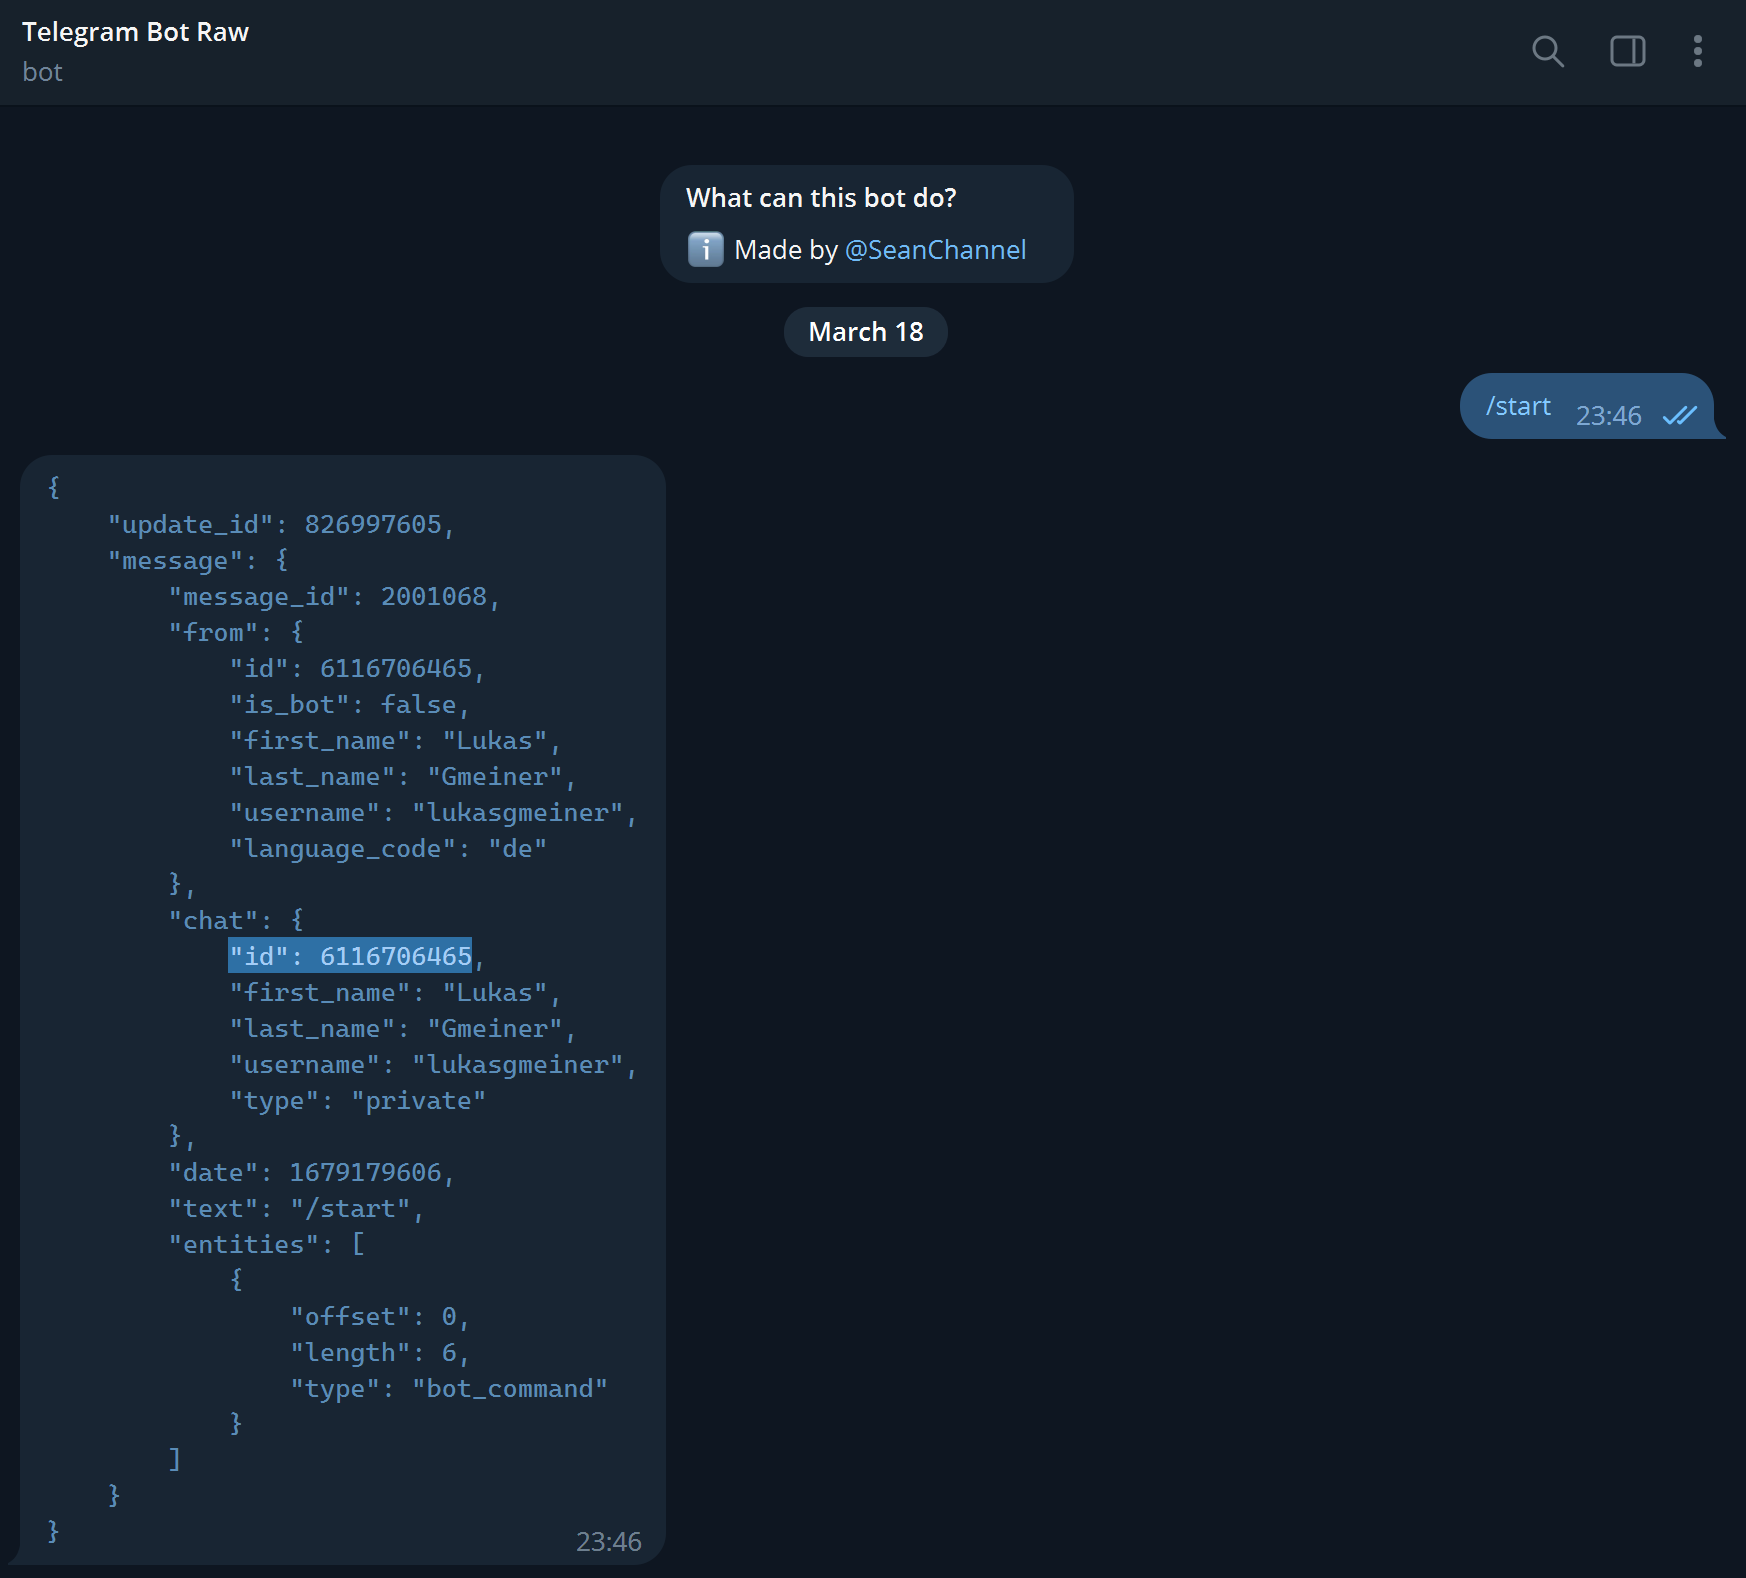 Telegram Bot Raw
bot
What can this bot do?
ℹ️ Made by @SeanChannel
March 18
/start 23:46
{
    "update_id": 826997605,
    "message": {
        "message_id": 2001068,
        "from": {
            "id": 6116706465,
            "is_bot": false,
            "first_name": "Lukas",
            "last_name": "Gmeiner",
            "username": "lukasgmeiner",
            "language_code": "de"
        },
        "chat": {
            "id": 6116706465,
            "first_name": "Lukas",
            "last_name": "Gmeiner",
            "username": "lukasgmeiner",
            "type": "private"
        },
        "date": 1679179606,
        "text": "/start",
        "entities": [
            {
                "offset": 0,
                "length": 6,
                "type": "bot_command"
            }
        ]
    }
}
23:46